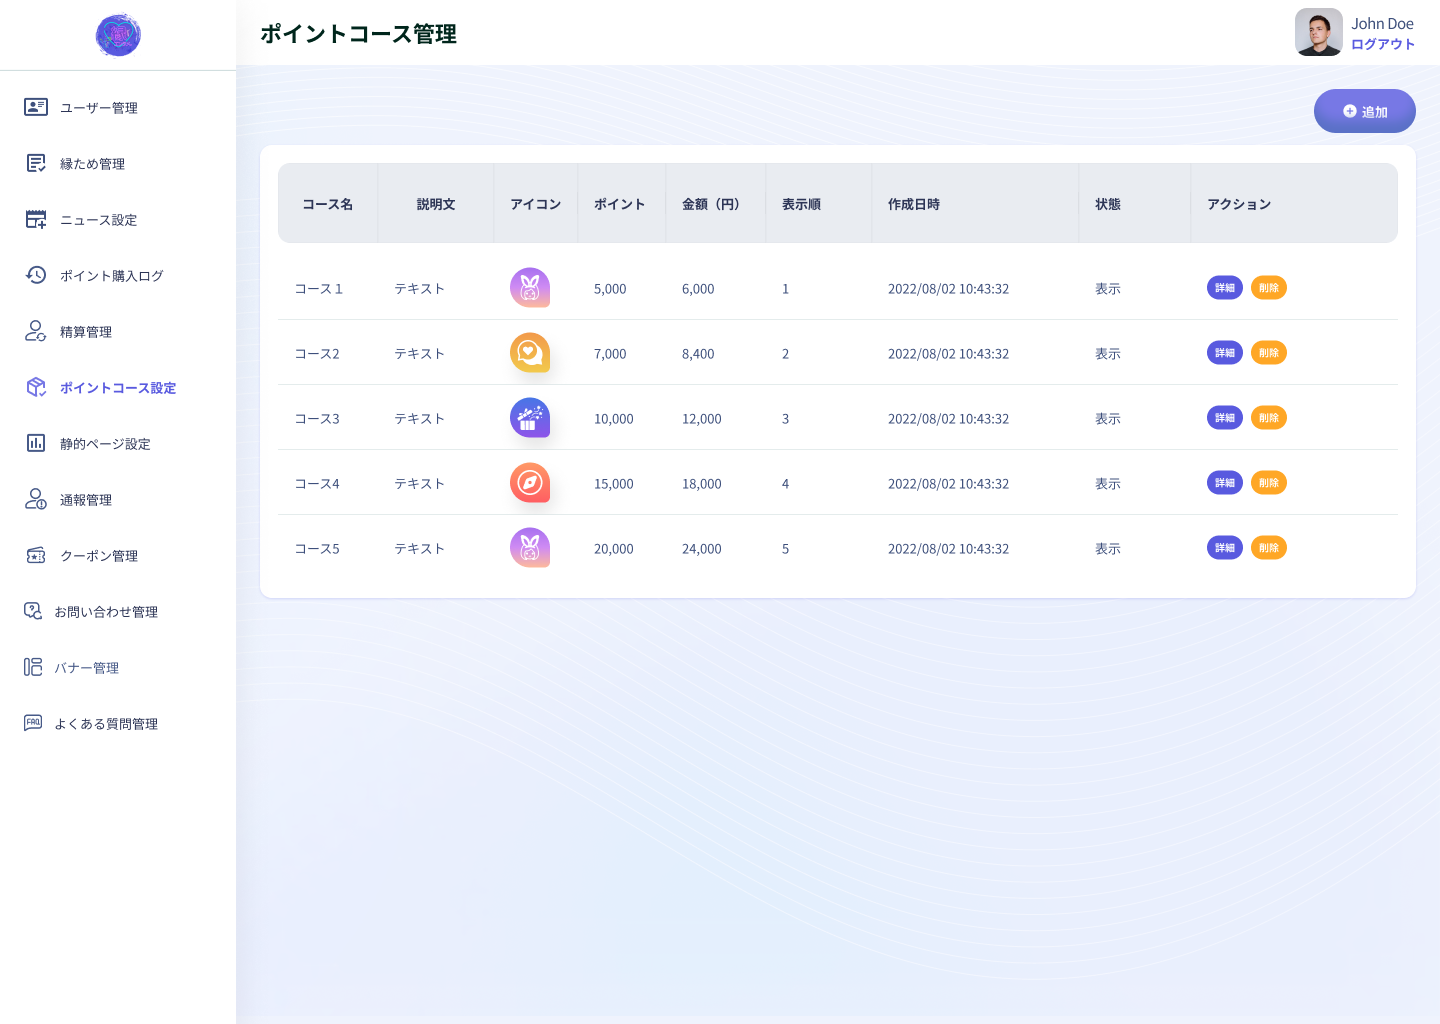 ポイントコース管理
John Doe
ログアウト
ユーザー管理
縁ため管理
ニュース設定
ポイント購入ログ
精算管理
ポイントコース設定
静的ページ設定
通報管理
クーポン管理
お問い合わせ管理
バナー管理
FAQ
よくある質問管理
追加
コース名 説明文 アイコン ポイント 金額（円） 表示順 作成日時 状態 アクション
コース１ テキスト 5,000 6,000 1 2022/08/02 10:43:32 表示 詳細 削除
コース2 テキスト 7,000 8,400 2 2022/08/02 10:43:32 表示 詳細 削除
コース3 テキスト 10,000 12,000 3 2022/08/02 10:43:32 表示 詳細 削除
コース4 テキスト 15,000 18,000 4 2022/08/02 10:43:32 表示 詳細 削除
コース5 テキスト 20,000 24,000 5 2022/08/02 10:43:32 表示 詳細 削除